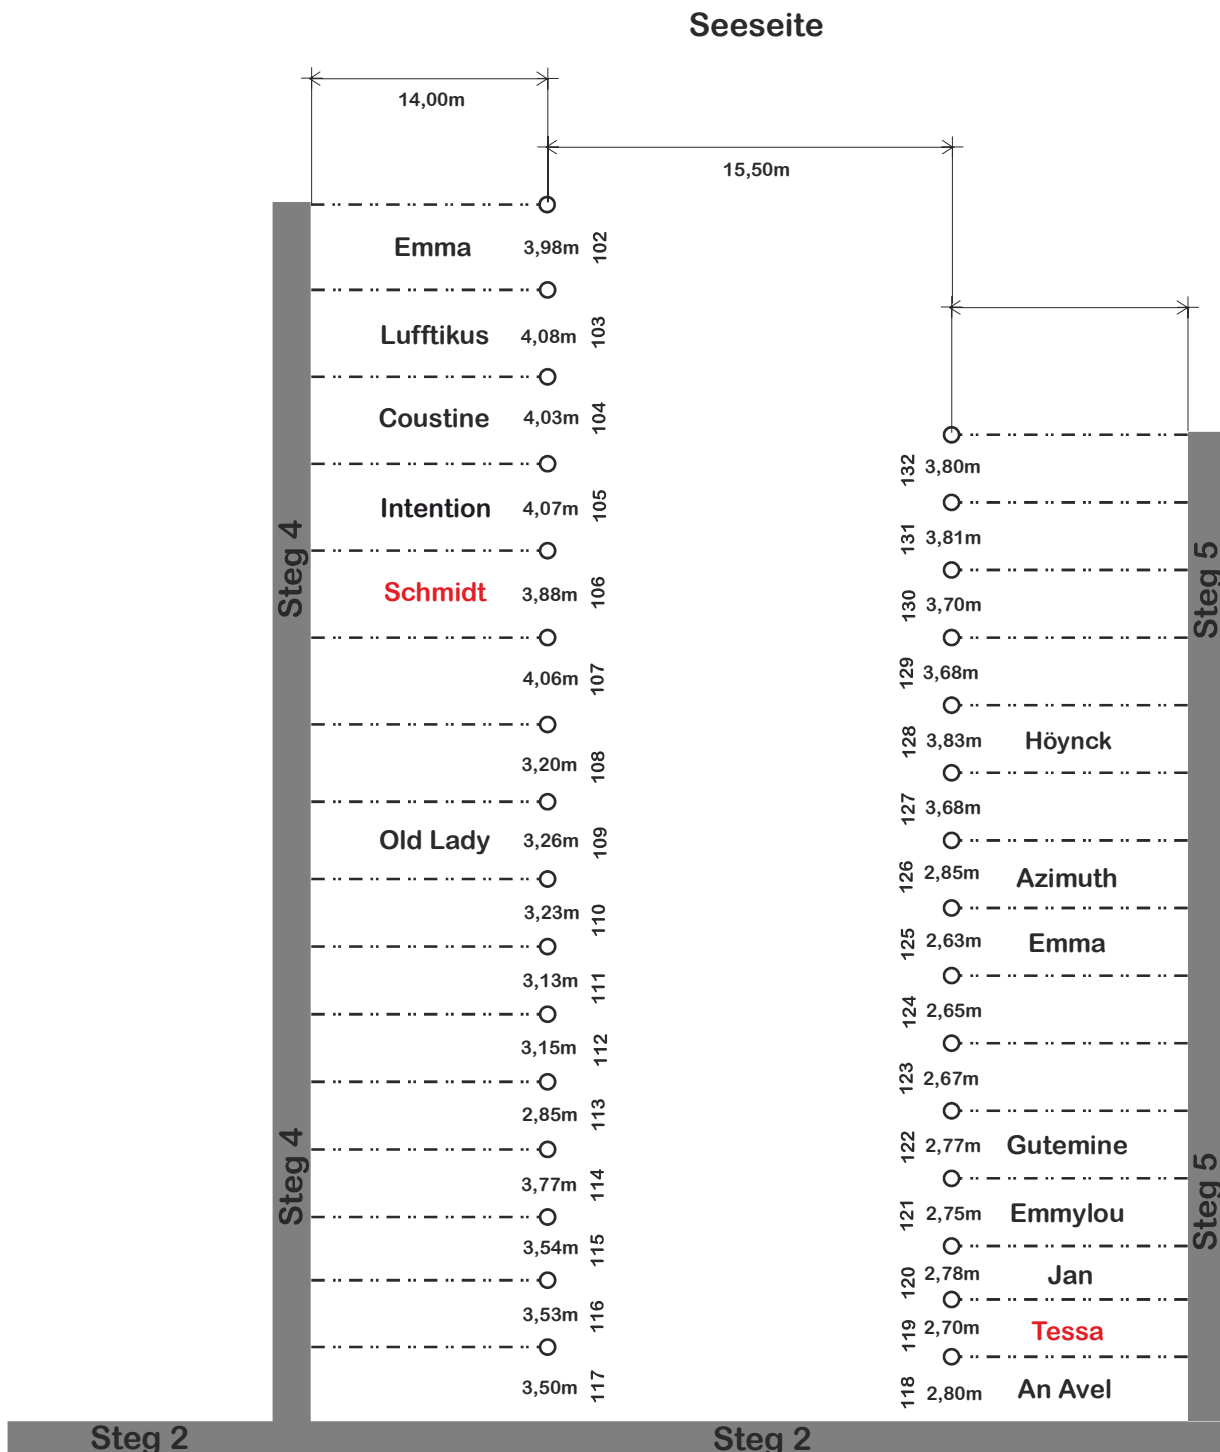 Seeseite
14,00m
15,50m
Emma 3,98m 102
Lufftikus 4,08m 103
Coustine 4,03m 104
Intention 4,07m 105
Schmidt 3,88m 106
4,06m 107
3,20m 108
Old Lady 3,26m 109
3,23m 110
3,13m 111
3,15m 112
2,85m 113
3,77m 114
3,54m 115
3,53m 116
3,50m 117
Steg 4
Steg 4
132 3,80m
131 3,81m
130 3,70m
129 3,68m
128 3,83m Höynck
127 3,68m
126 2,85m Azimuth
125 2,63m Emma
124 2,65m
123 2,67m
122 2,77m Gutemine
121 2,75m Emmylou
120 2,78m Jan
119 2,70m Tessa
118 2,80m An Avel
Steg 5
Steg 5
Steg 2
Steg 2